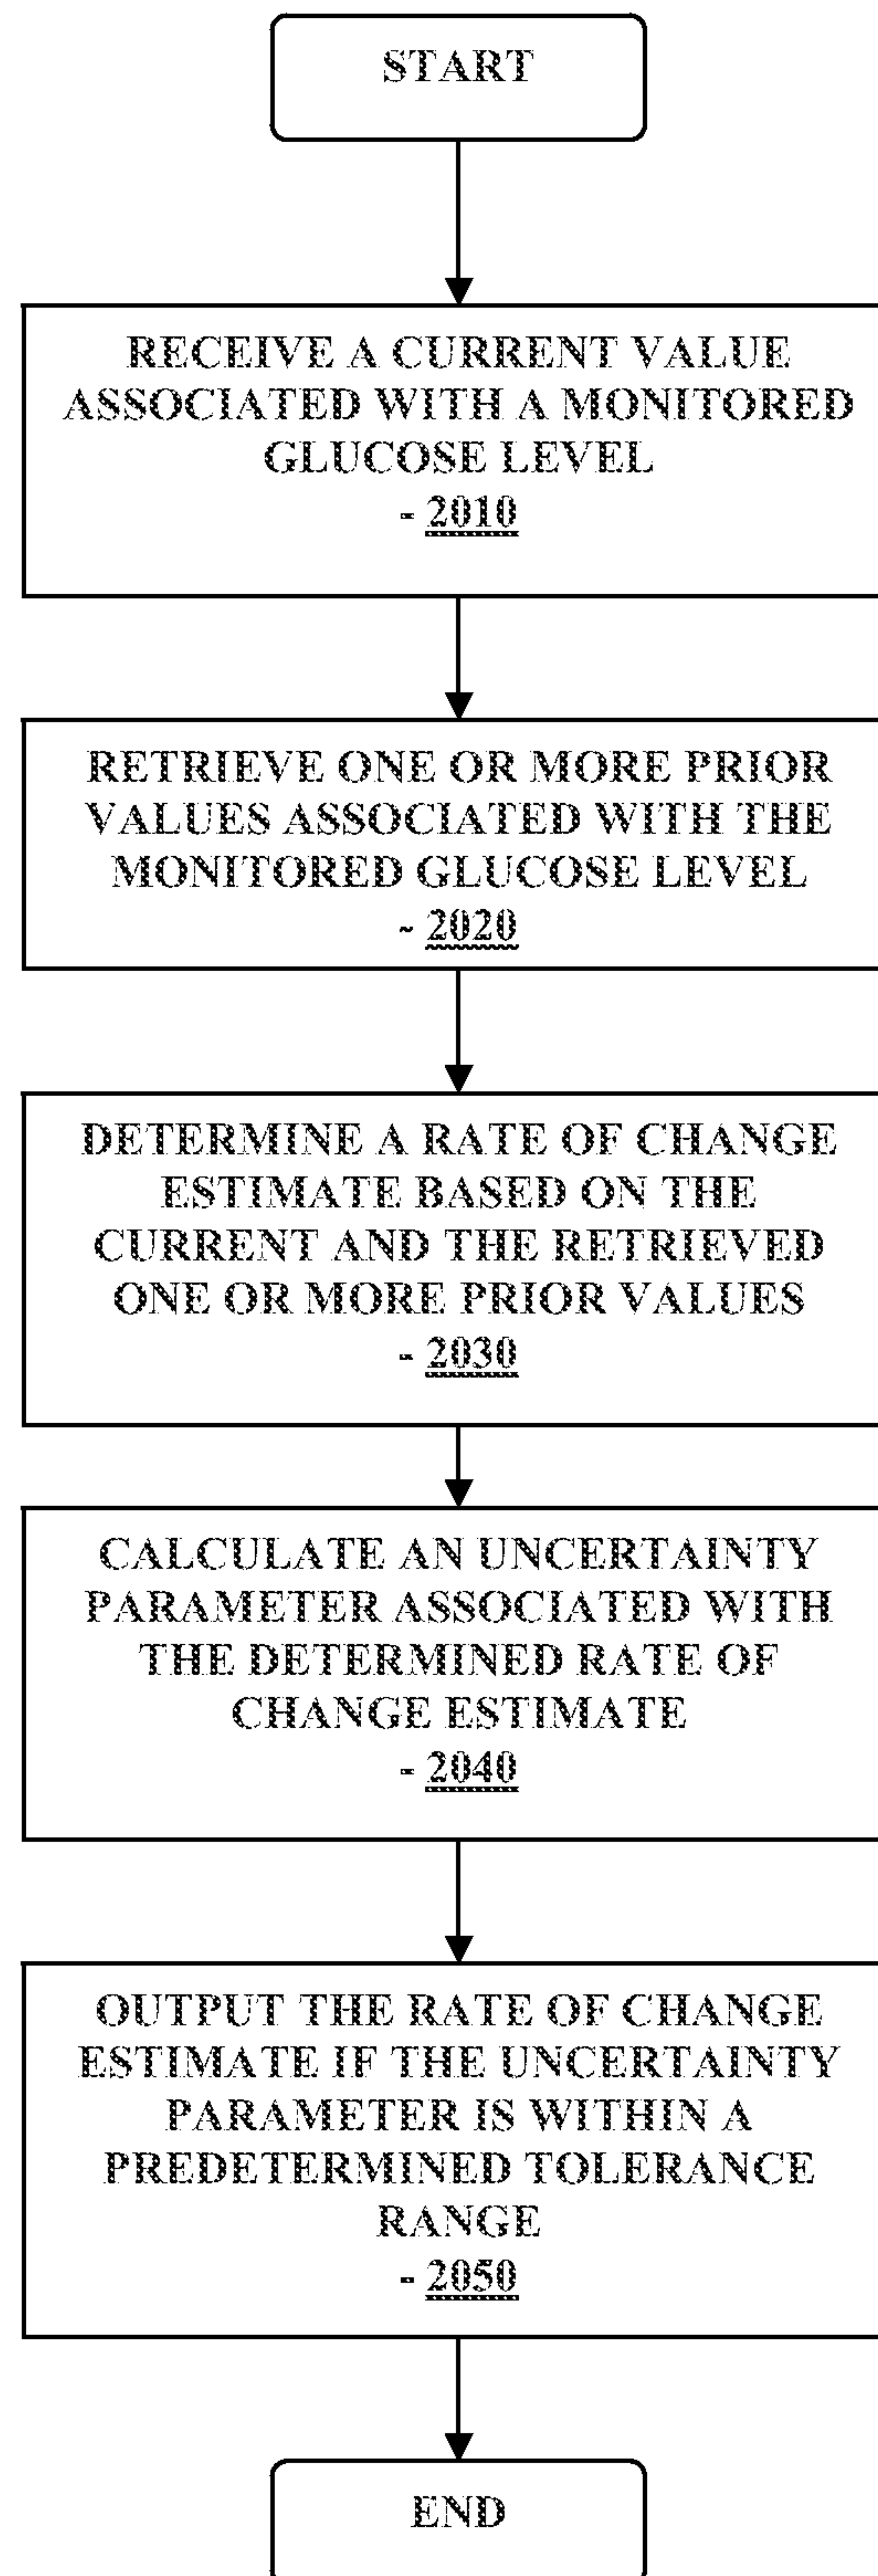 START
RECEIVE A CURRENT VALUE
ASSOCIATED WITH A MONITORED
GLUCOSE LEVEL
- 2010
RETRIEVE ONE OR MORE PRIOR
VALUES ASSOCIATED WITH THE
MONITORED GLUCOSE LEVEL
- 2020
DETERMINE A RATE OF CHANGE
ESTIMATE BASED ON THE
CURRENT AND THE RETRIEVED
ONE OR MORE PRIOR VALUES
- 2030
CALCULATE AN UNCERTAINTY
PARAMETER ASSOCIATED WITH
THE DETERMINED RATE OF
CHANGE ESTIMATE
- 2040
OUTPUT THE RATE OF CHANGE
ESTIMATE IF THE UNCERTAINTY
PARAMETER IS WITHIN A
PREDETERMINED TOLERANCE
RANGE
- 2050
END